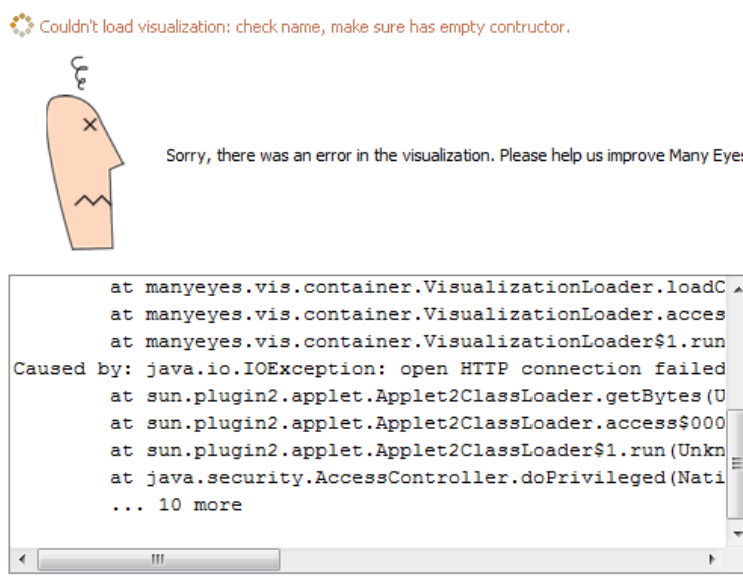 Couldn't load visualization: check name, make sure has empty contructor.
Sorry, there was an error in the visualization. Please help us improve Many Eyes
at manyeyes.vis.container.VisualizationLoader.loadC
at manyeyes.vis.container.VisualizationLoader.acces
at manyeyes.vis.container.VisualizationLoader$1.run
Caused by: java.io.IOException: open HTTP connection failed
at sun.plugin2.applet.Applet2ClassLoader.getBytes(U
at sun.plugin2.applet.Applet2ClassLoader.access$000
at sun.plugin2.applet.Applet2ClassLoader$1.run(Unkn
at java.security.AccessController.doPrivileged(Nati
... 10 more